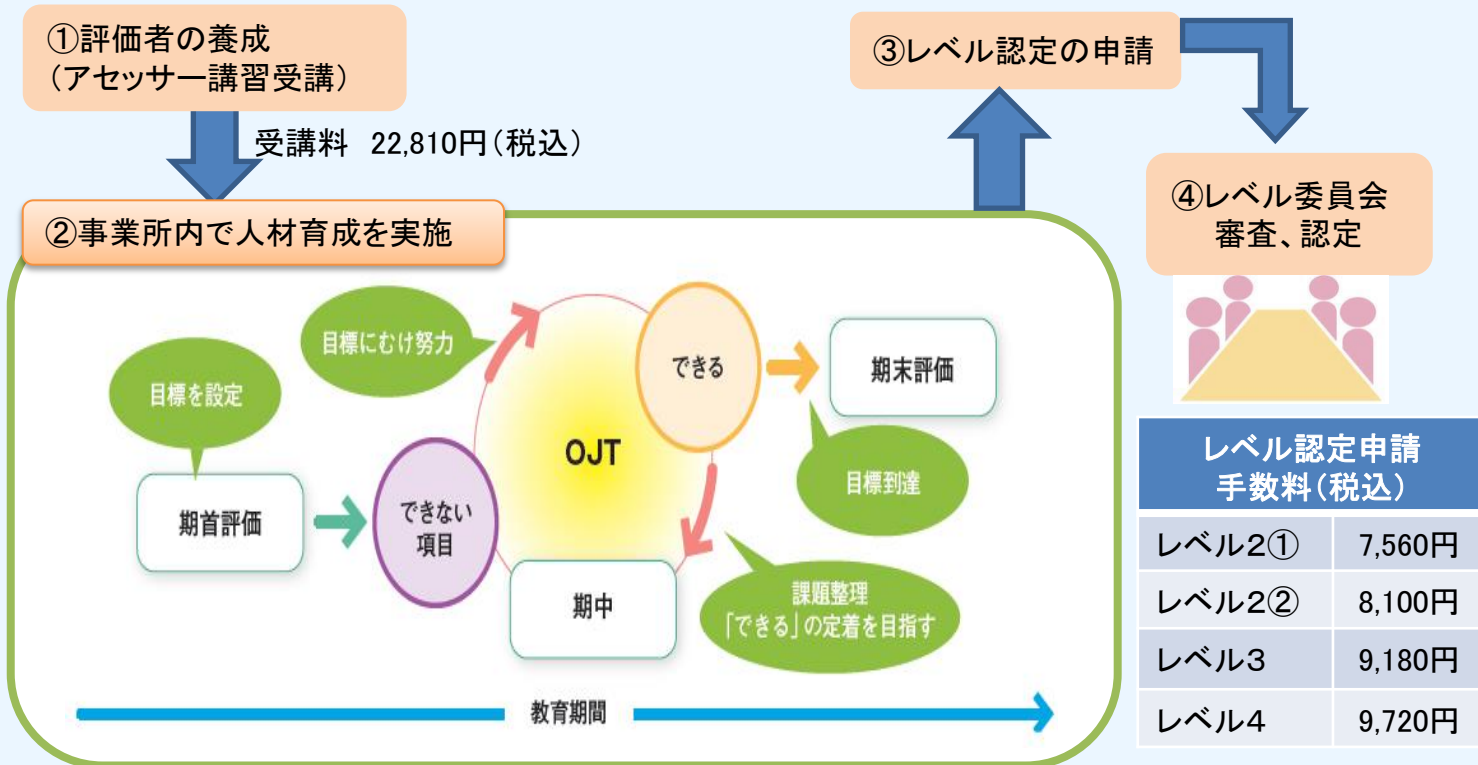 ①評価者の養成
（アセッサー講習受講）
受講料　22,810円（税込）
②事業所内で人材育成を実施
目標を設定
目標にむけ努力
期首評価
できない
項目
OJT
できる
期末評価
目標到達
期中
課題整理
「できる」の定着を目指す
教育期間
③レベル認定の申請
④レベル委員会
審査、認定
レベル認定申請
手数料（税込）
レベル2①　7,560円
レベル2②　8,100円
レベル3　9,180円
レベル4　9,720円